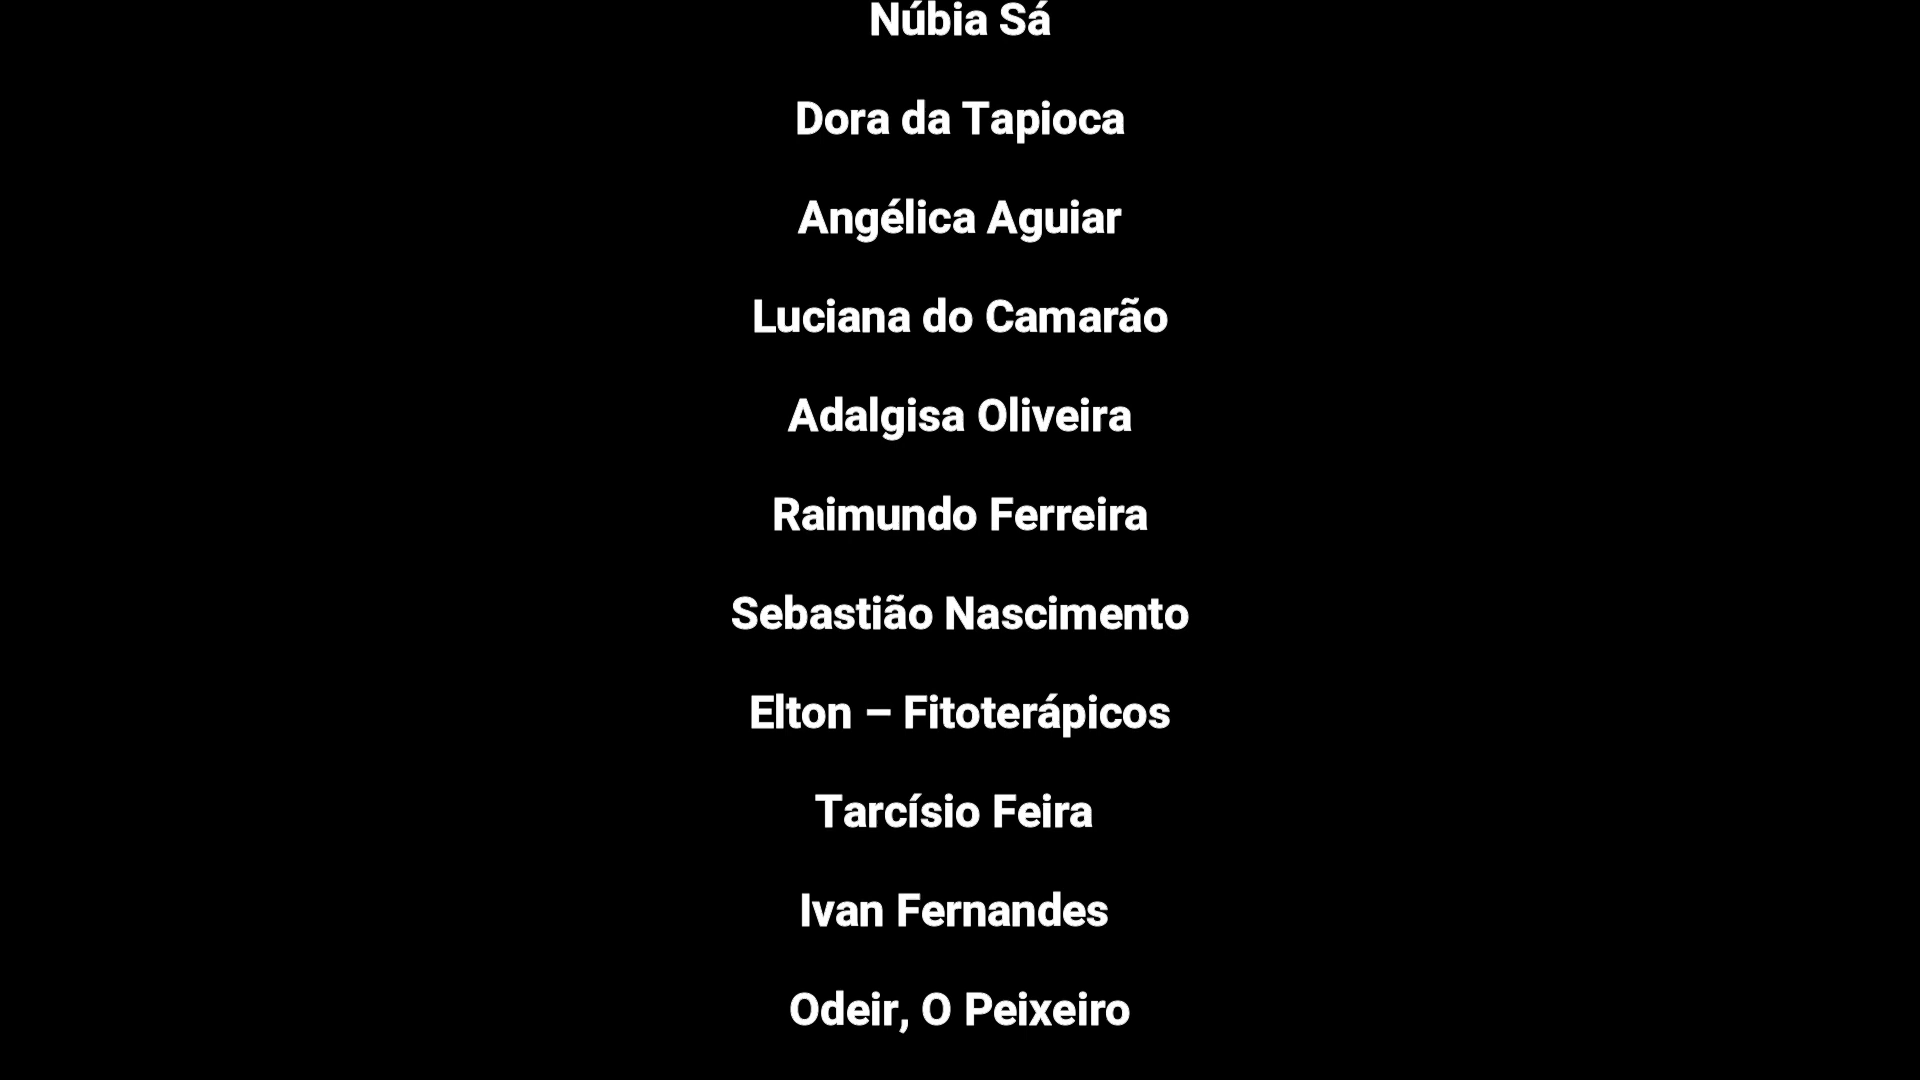 Núbia Sá
Dora da Tapioca
Angélica Aguiar
Luciana do Camarão
Adalgisa Oliveira
Raimundo Ferreira
Sebastião Nascimento
Elton – Fitoterápicos
Tarcísio Feira
Ivan Fernandes
Odeir, O Peixeiro